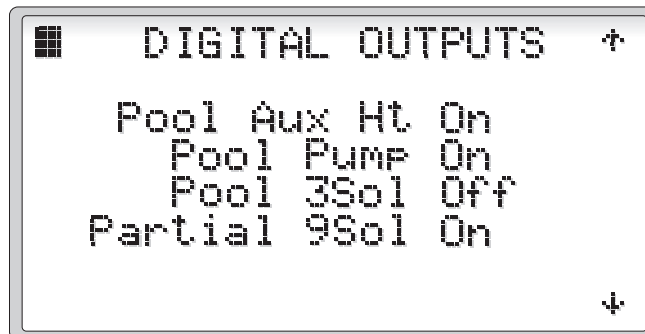 DIGITAL OUTPUTS
Pool Aux Ht On
Pool Pump On
Pool 3Sol Off
Partial 9Sol On